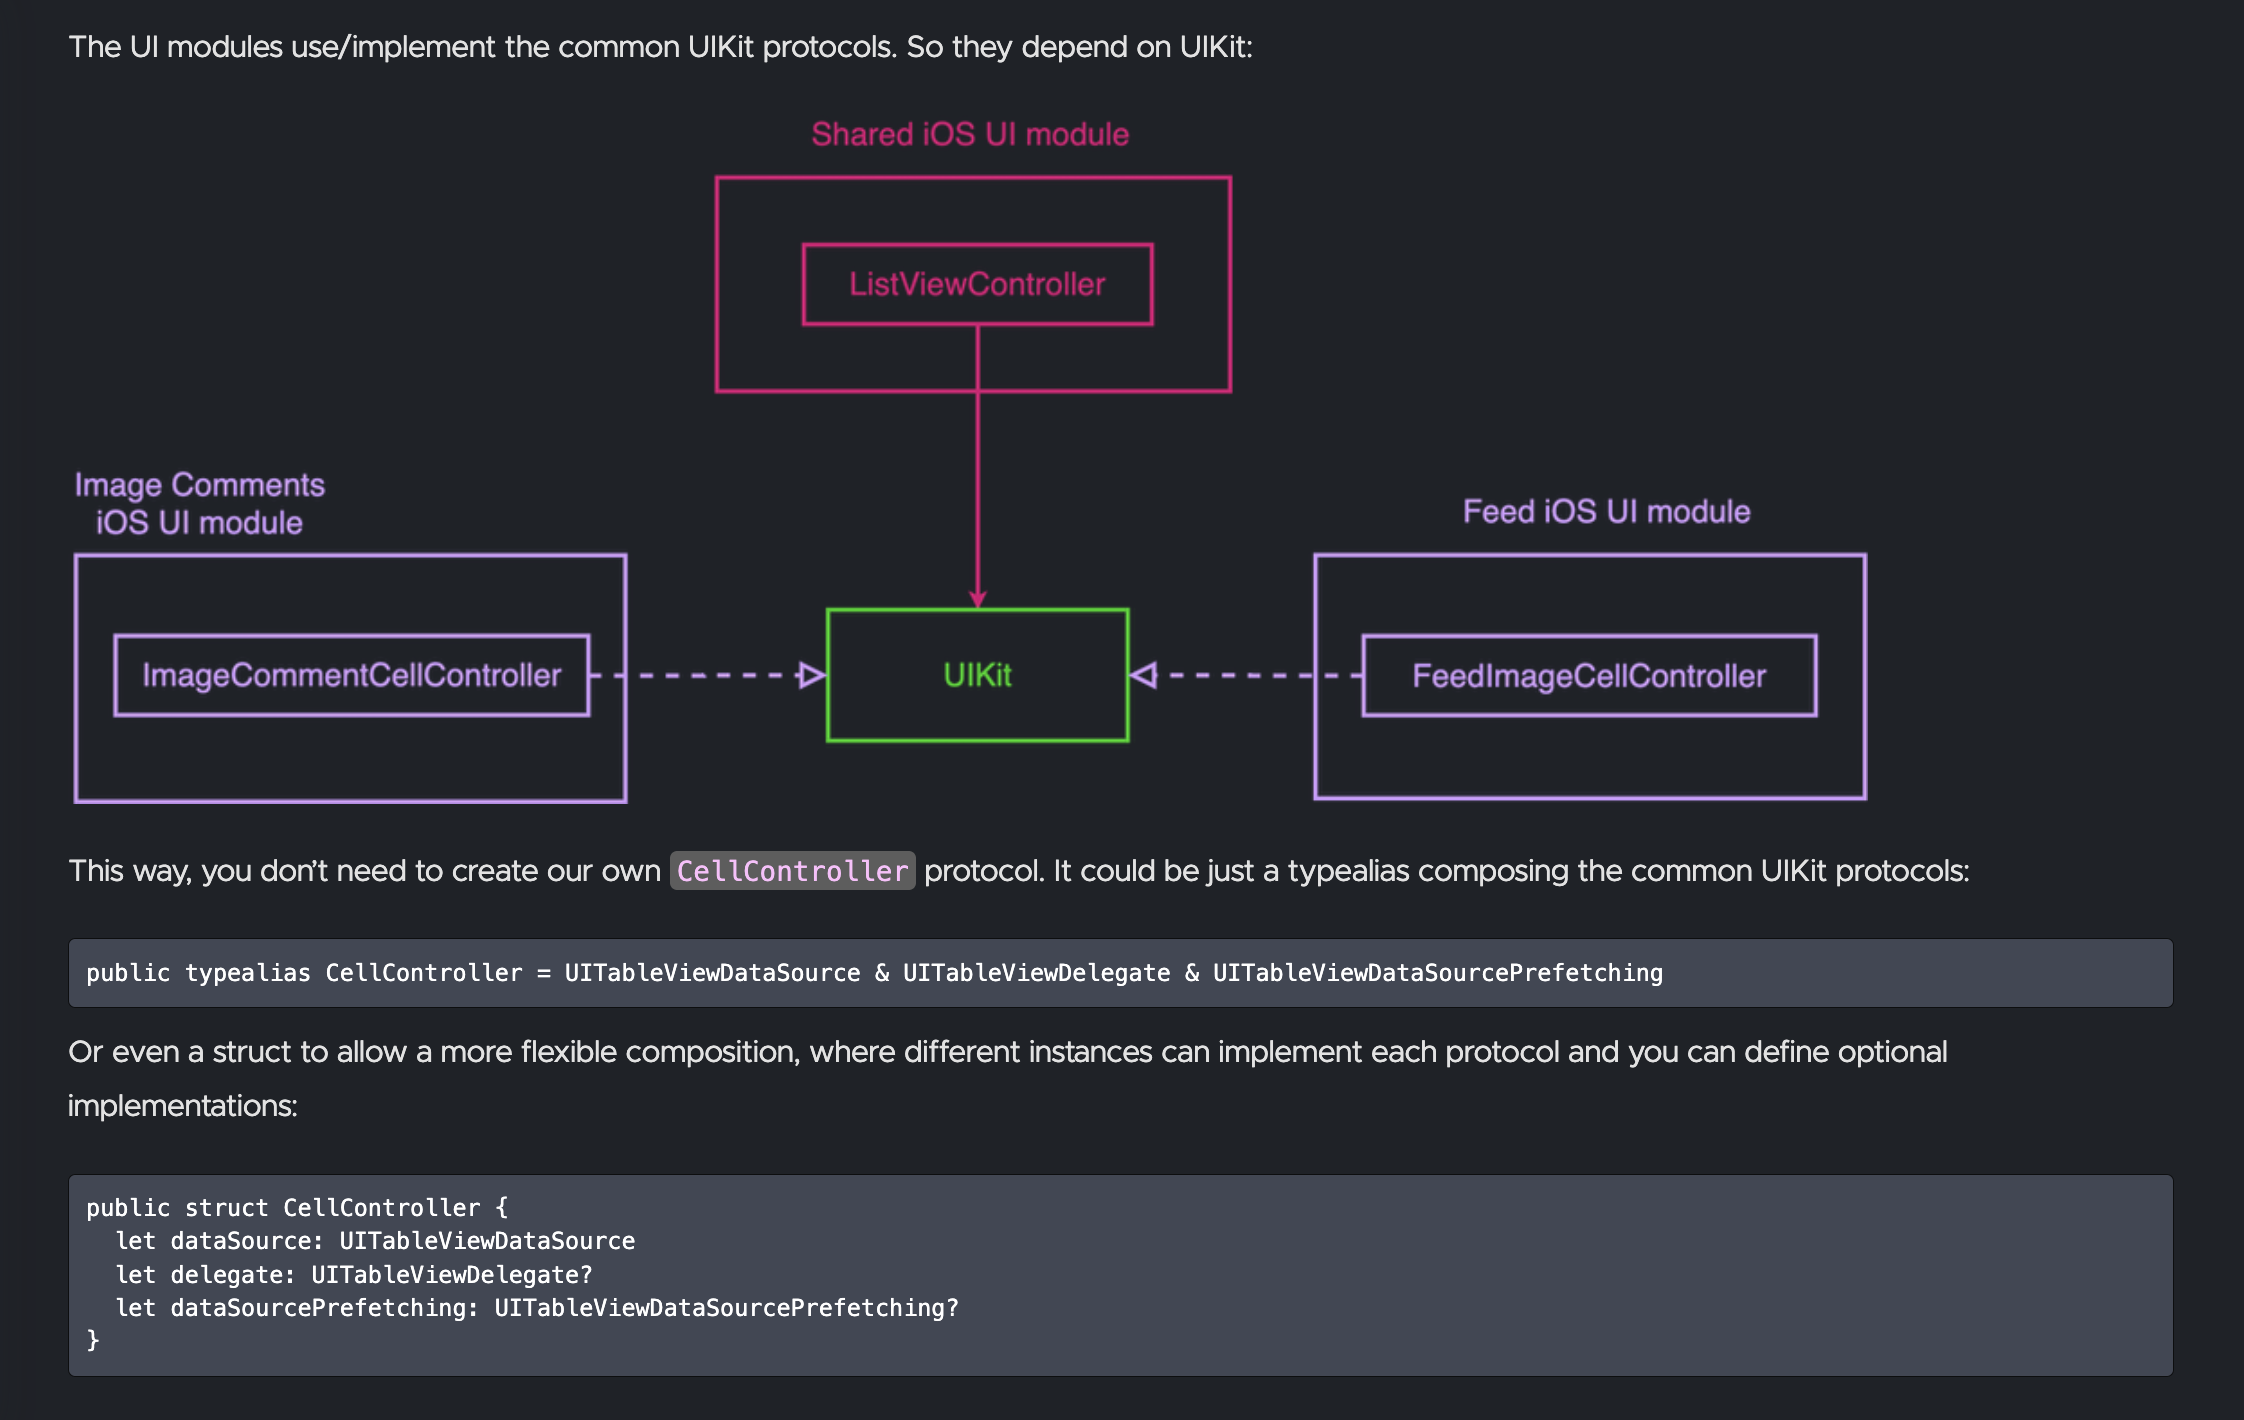 The UI modules use/implement the common UIKit protocols. So they depend on UIKit:
Shared iOS UI module
ListViewController
Image Comments
iOS UI module
Feed iOS UI module
ImageCommentCellController
UIKit
FeedImageCellController
This way, you don’t need to create our own CellController protocol. It could be just a typealias composing the common UIKit protocols:
public typealias CellController = UITableViewDataSource & UITableViewDelegate & UITableViewDataSourcePrefetching
Or even a struct to allow a more flexible composition, where different instances can implement each protocol and you can define optional
implementations:
public struct CellController {
  let dataSource: UITableViewDataSource
  let delegate: UITableViewDelegate?
  let dataSourcePrefetching: UITableViewDataSourcePrefetching?
}